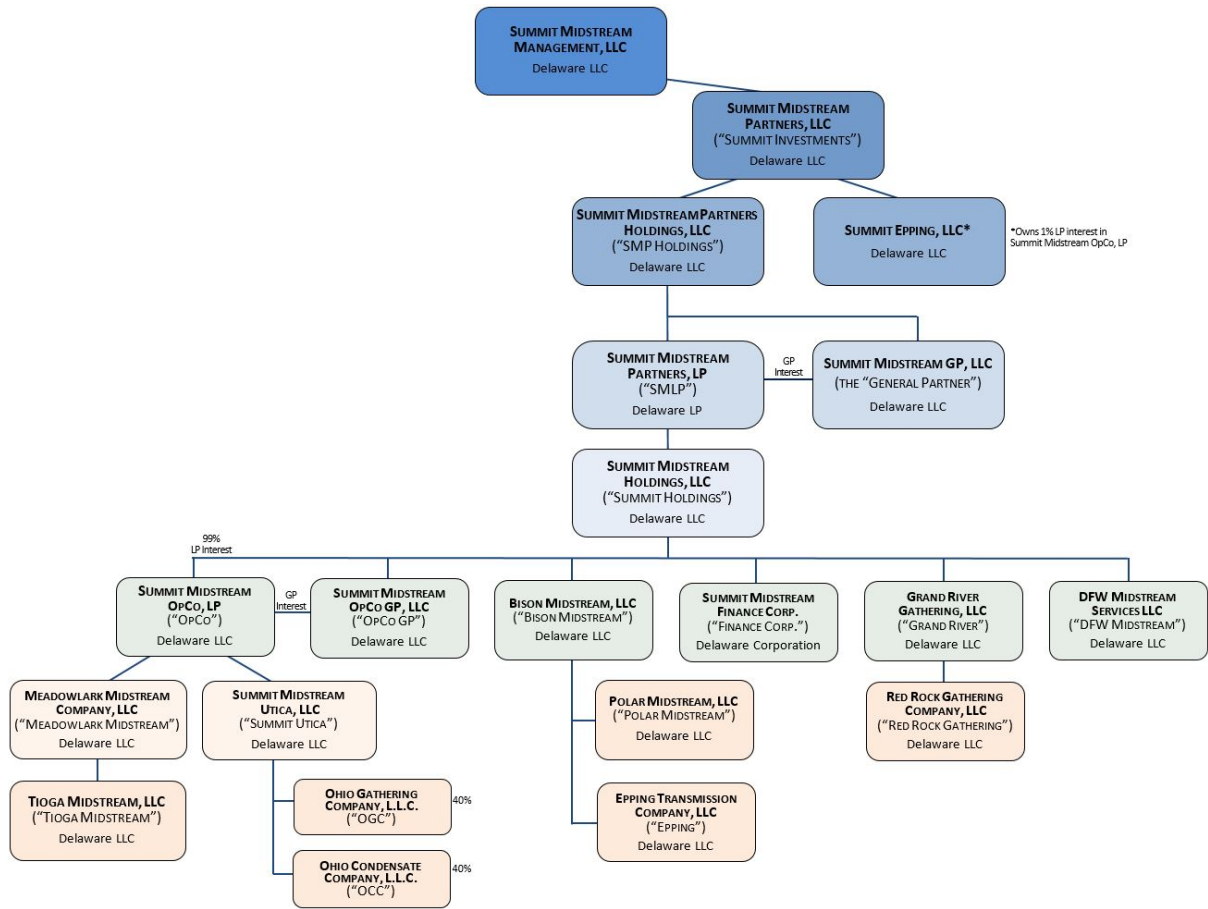 SUMMIT MIDSTREAM
MANAGEMENT, LLC
Delaware LLC
SUMMIT MIDSTREAM
PARTNERS, LLC
("SUMMIT INVESTMENTS")
Delaware LLC
SUMMIT MIDSTREAM PARTNERS
HOLDINGS, LLC
("SMP HOLDINGS")
Delaware LLC
SUMMIT EPPING, LLC*
Delaware LLC
*Owns 1% LP interest in
Summit Midstream OpCo, LP
SUMMIT MIDSTREAM
PARTNERS, LP
("SMLP")
Delaware LP
GP
Interest
SUMMIT MIDSTREAM GP, LLC
(THE "GENERAL PARTNER")
Delaware LLC
SUMMIT MIDSTREAM
HOLDINGS, LLC
("SUMMIT HOLDINGS")
Delaware LLC
99%
LP Interest
SUMMIT MIDSTREAM
OPCO, LP
("OPCO")
Delaware LLC
GP
Interest
SUMMIT MIDSTREAM
OPCO GP, LLC
("OPCO GP")
Delaware LLC
BISON MIDSTREAM, LLC
("BISON MIDSTREAM")
Delaware LLC
SUMMIT MIDSTREAM
FINANCE CORP.
("FINANCE CORP.")
Delaware Corporation
GRAND RIVER
GATHERING, LLC
("GRAND RIVER")
Delaware LLC
DFW MIDSTREAM
SERVICES LLC
("DFW MIDSTREAM")
Delaware LLC
MEADOWLARK MIDSTREAM
COMPANY, LLC
("MEADOWLARK MIDSTREAM")
Delaware LLC
SUMMIT MIDSTREAM
UTICA, LLC
("SUMMIT UTICA")
Delaware LLC
POLAR MIDSTREAM, LLC
("POLAR MIDSTREAM")
Delaware LLC
RED ROCK GATHERING
COMPANY, LLC
("RED ROCK GATHERING")
Delaware LLC
TIOGA MIDSTREAM, LLC
("TIOGA MIDSTREAM")
Delaware LLC
OHIO GATHERING
COMPANY, L.L.C.
("OGC")
40%
EPPING TRANSMISSION
COMPANY, LLC
("EPPING")
Delaware LLC
OHIO CONDENSATE
COMPANY, L.L.C.
("OCC")
40%